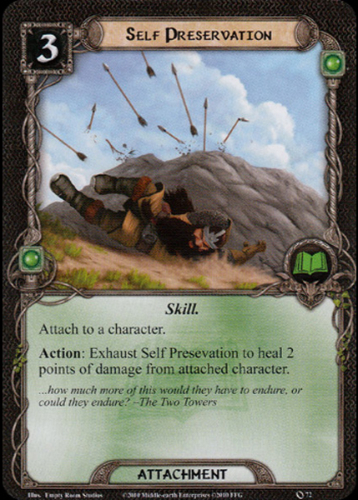 3
Self Preservation
Skill.
Attach to a character.
Action: Exhaust Self Presevation to heal 2
points of damage from attached character.
...how much more of this would they have to endure, or
could they endure? –The Two Towers
ATTACHMENT
Illus. Empty Room Studios ©2010 Middle-earth Enterprises ©2010 FFG 72